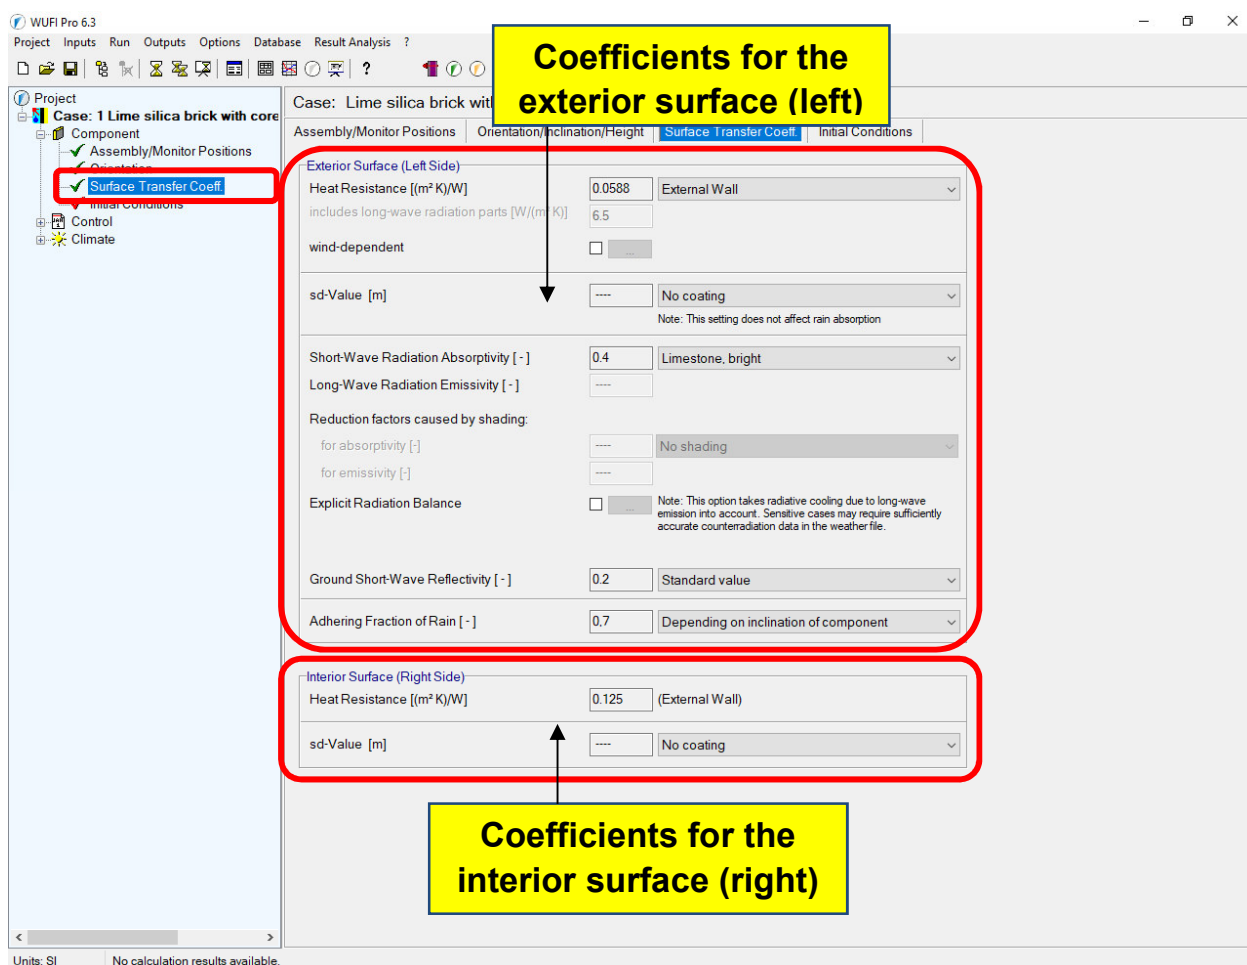 WUFI Pro 6.3
Project Inputs Run Outputs Options Database Result Analysis ?
Coefficients for the
exterior surface (left)
Project
Case: 1 Lime silica brick with core
Component
Assembly/Monitor Positions
Orientation
Surface Transfer Coeff.
Initial Conditions
Control
Climate
Case: Lime silica brick with
Assembly/Monitor Positions Orientation/Inclination/Height Surface Transfer Coeff. Initial Conditions
Exterior Surface (Left Side)
Heat Resistance [(m² K)/W] 0.0588 External Wall
includes long-wave radiation parts [W/(m² K)] 6.5
wind-dependent ...
sd-Value [m] ---- No coating
Note: This setting does not affect rain absorption
Short-Wave Radiation Absorptivity [ - ] 0.4 Limestone, bright
Long-Wave Radiation Emissivity [ - ] ----
Reduction factors caused by shading:
for absorptivity [-] ---- No shading
for emissivity [-] ----
Explicit Radiation Balance ... Note: This option takes radiative cooling due to long-wave
emission into account. Sensitive cases may require sufficiently
accurate counterradiation data in the weather file.
Ground Short-Wave Reflectivity [ - ] 0.2 Standard value
Adhering Fraction of Rain [ - ] 0,7 Depending on inclination of component
Interior Surface (Right Side)
Heat Resistance [(m² K)/W] 0.125 (External Wall)
sd-Value [m] ---- No coating
Coefficients for the
interior surface (right)
Units: SI No calculation results available.